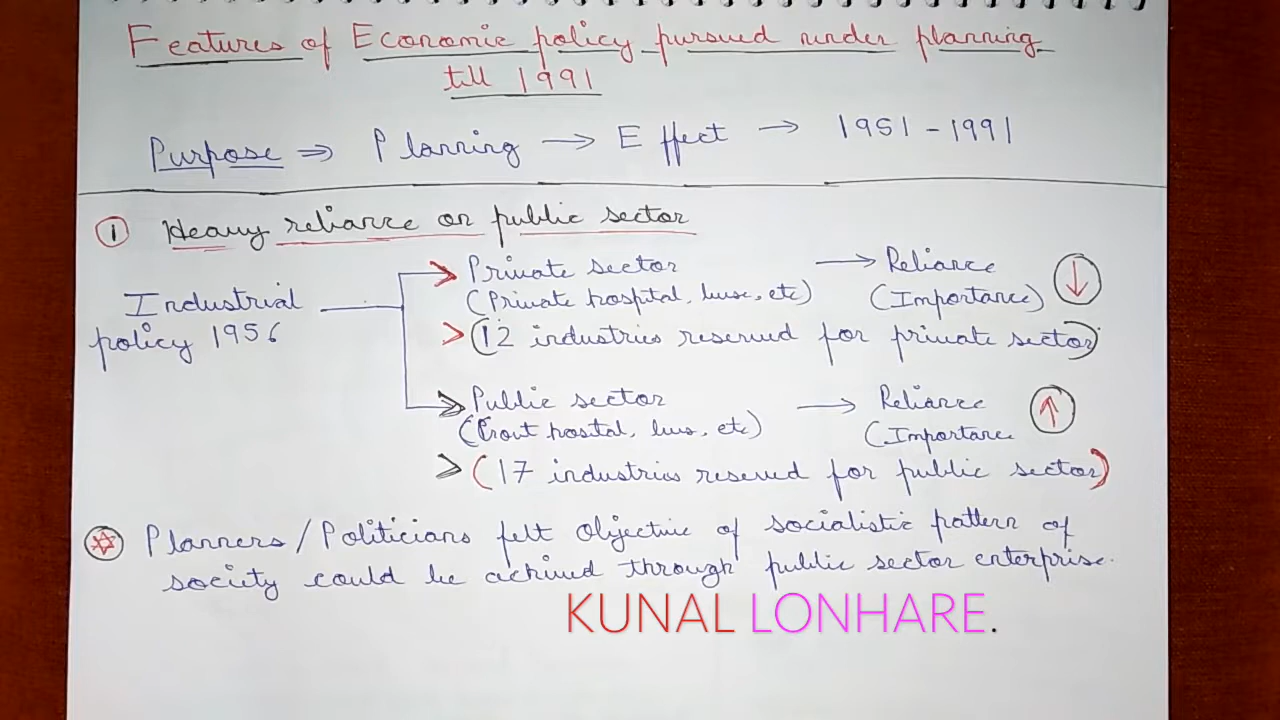 Features of Economic policy pursued under planning
till 1991
Purpose ⇒ Planning → Effect → 1951-1991
i Heavy reliance on public sector
Industrial
policy 1956
> Private sector → Reliance ↓
(Private hospital, buse, etc) (Importance)
> (12 industries reserved for private sector)
> Public sector → Reliance ↑
(Govt hosital, bus, etc) (Importance
> (17 industries reserved for public sector)
Planners/Politicians felt objective of socialistic pattern of
society could be achived through public sector enterprise.
KUNAL LONHARE.